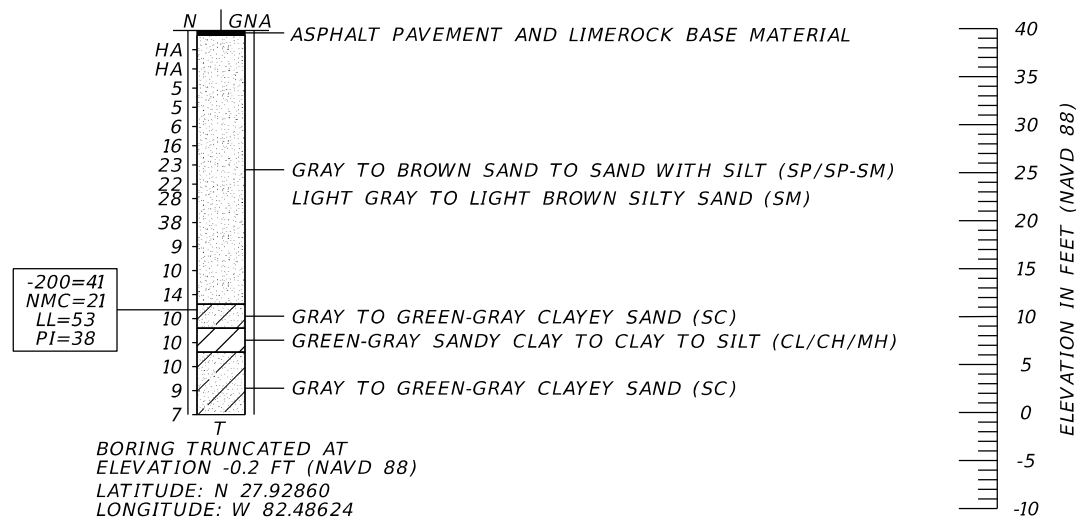 N GNA
ASPHALT PAVEMENT AND LIMEROCK BASE MATERIAL
HA
HA
5
5
6
16
23
22
28
38
9
10
14
10
10
10
9
7
GRAY TO BROWN SAND TO SAND WITH SILT (SP/SP-SM)
LIGHT GRAY TO LIGHT BROWN SILTY SAND (SM)
-200=41
NMC=21
LL=53
PI=38
GRAY TO GREEN-GRAY CLAYEY SAND (SC)
GREEN-GRAY SANDY CLAY TO CLAY TO SILT (CL/CH/MH)
GRAY TO GREEN-GRAY CLAYEY SAND (SC)
T
BORING TRUNCATED AT
ELEVATION -0.2 FT (NAVD 88)
LATITUDE: N 27.92860
LONGITUDE: W 82.48624
40
35
30
25
20
15
10
5
0
-5
-10
ELEVATION IN FEET (NAVD 88)